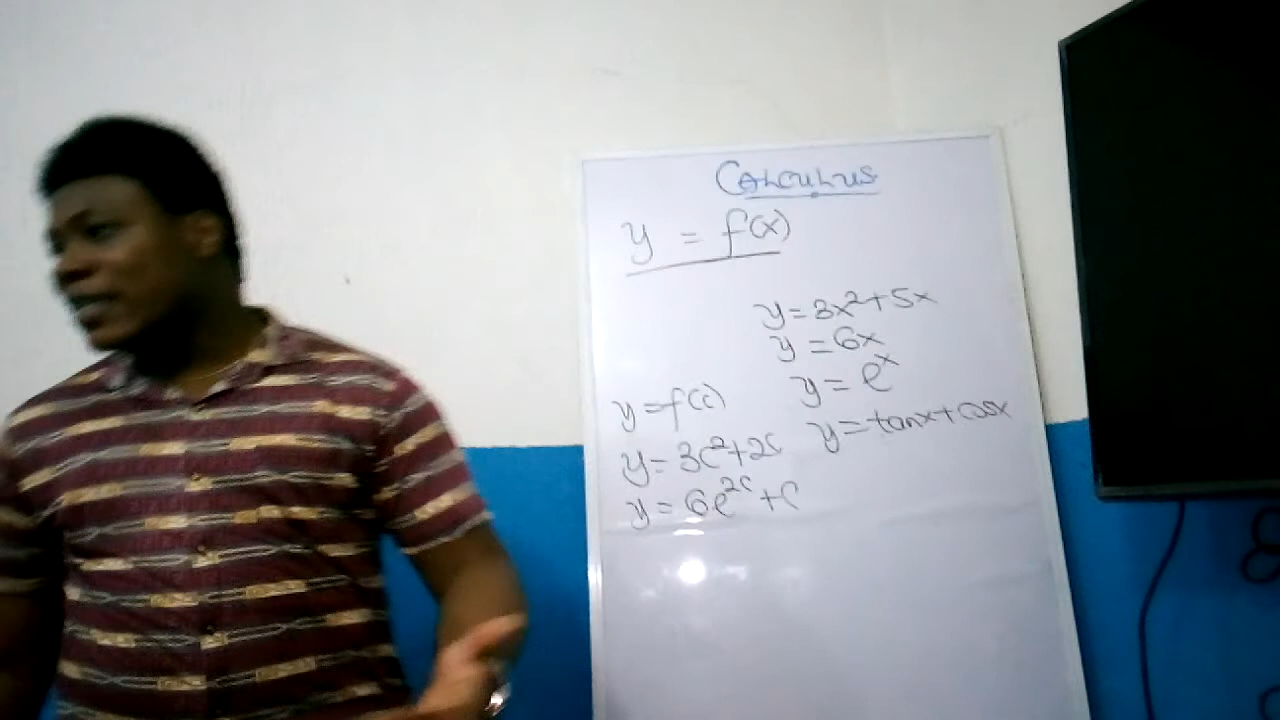 CALCULUS
y = f(x)
y = 3x²+5x
y = 6x
y = eˣ
y = tanx+cosx
y = f(c)
y = 3c²+2c
y = 6e²ᶜ+c